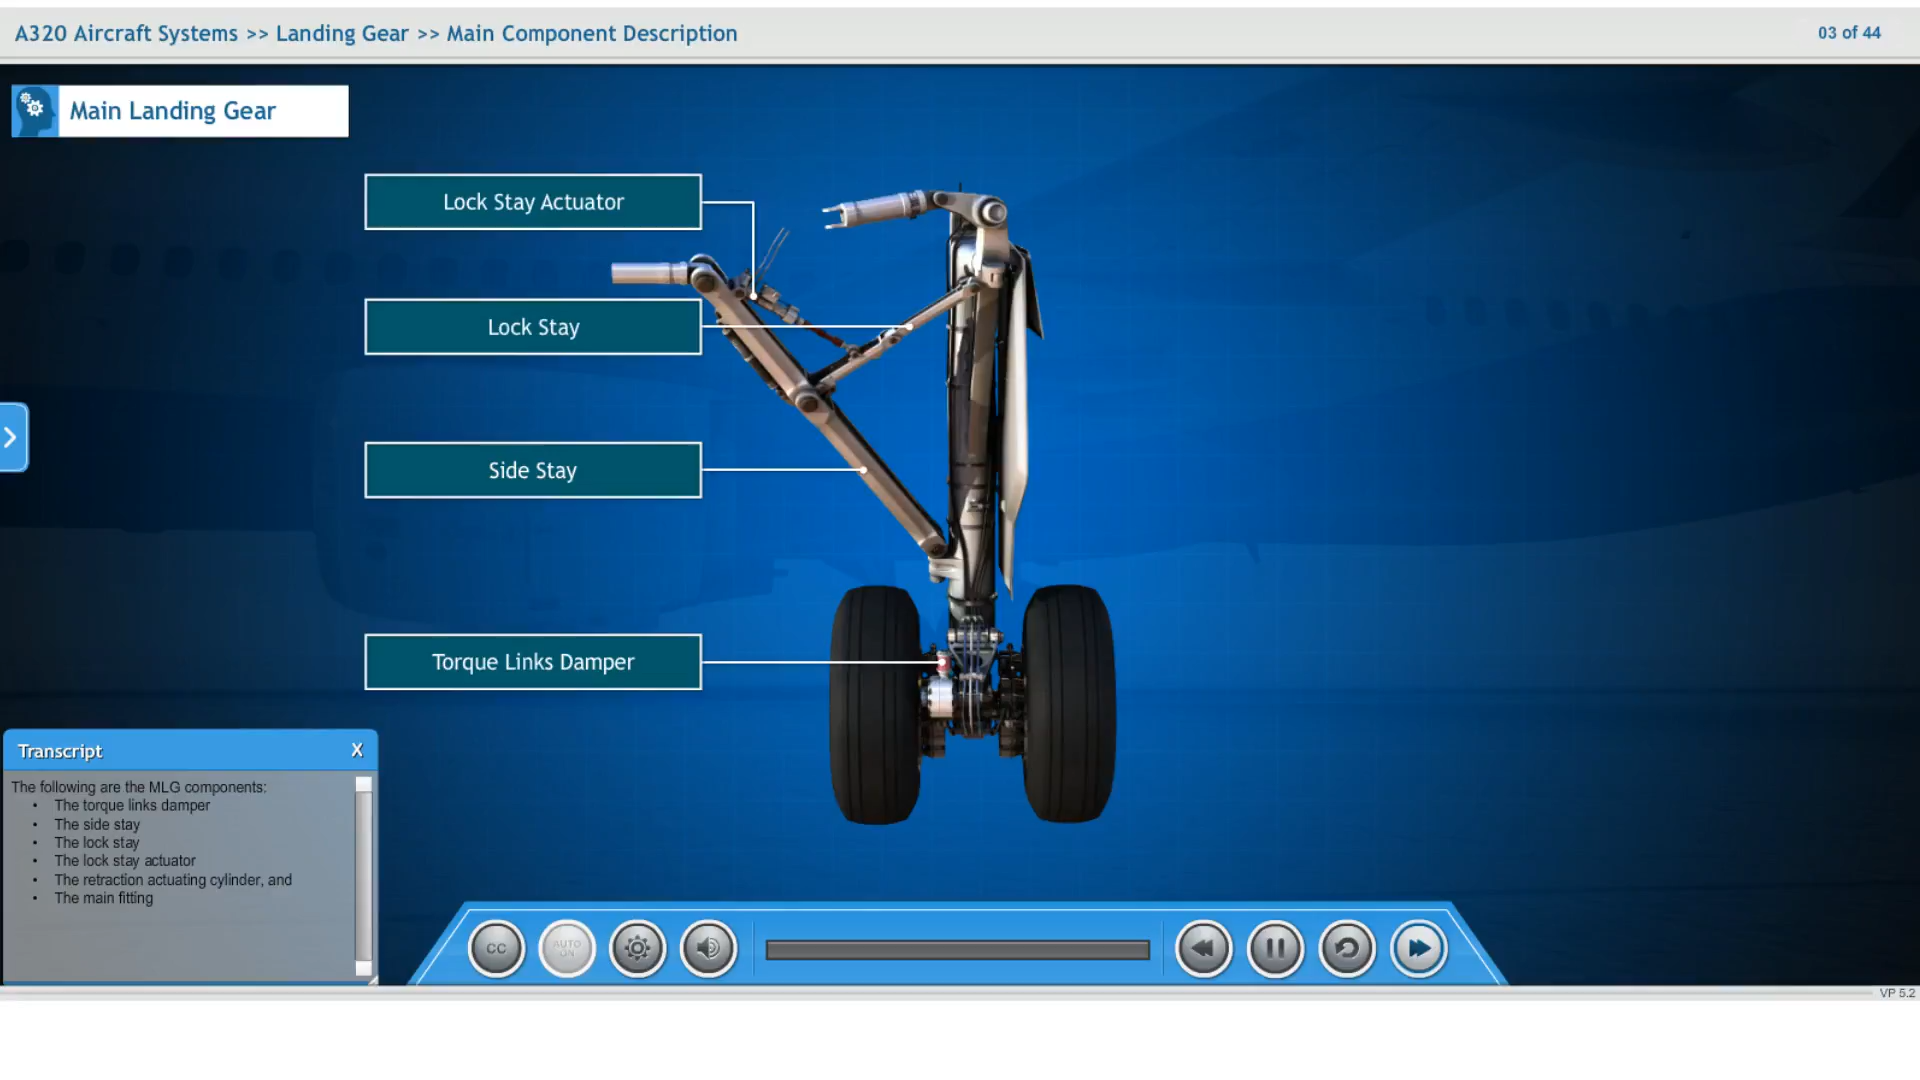 A320 Aircraft Systems >> Landing Gear >> Main Component Description
03 of 44
Main Landing Gear
Lock Stay Actuator
Lock Stay
Side Stay
Torque Links Damper
Transcript
X
The following are the MLG components:
• The torque links damper
• The side stay
• The lock stay
• The lock stay actuator
• The retraction actuating cylinder, and
• The main fitting
CC
AUTO
ON
VP 5.2